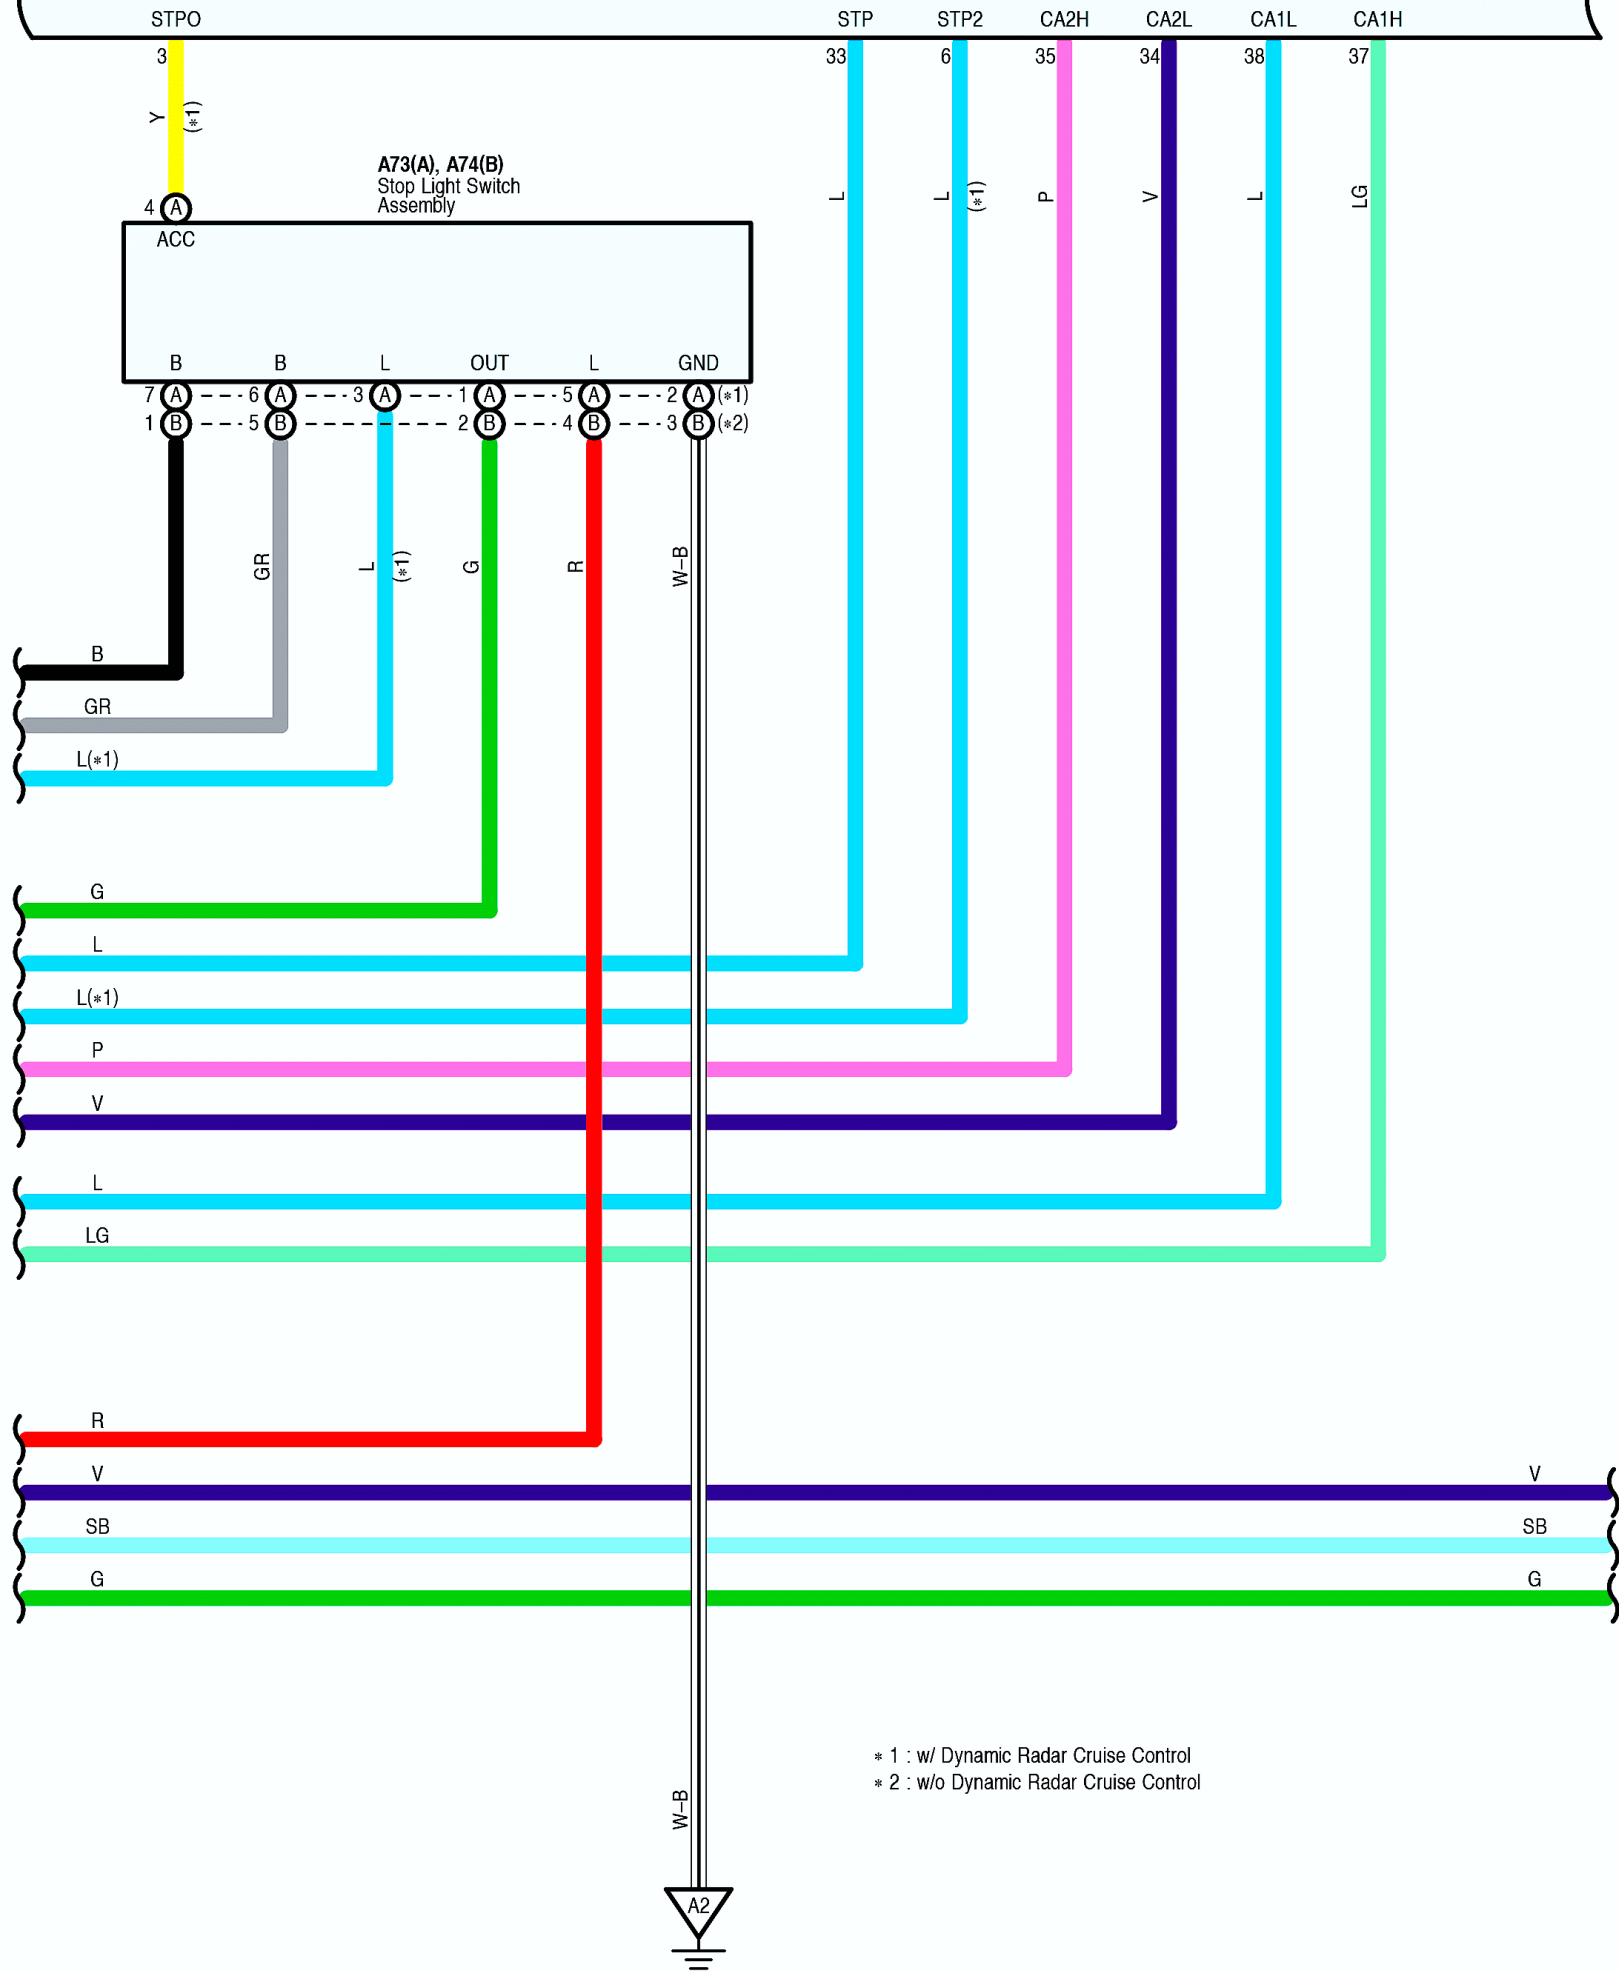 STPO STP STP2 CA2H CA2L CA1L CA1H
3 33 6 35 34 38 37
Y (*1)
A73(A), A74(B)
Stop Light Switch
Assembly
L L (*1) P V L LG
4 A
ACC
B B L OUT L GND
7 A 6 A 3 A 1 A 5 A 2 A (*1)
1 B 5 B 2 B 4 B 3 B (*2)
GR L (*1) G R W-B
B
GR
L(*1)
G
L
L(*1)
P
V
L
LG
R
V V
SB SB
G G
* 1 : w/ Dynamic Radar Cruise Control
* 2 : w/o Dynamic Radar Cruise Control
W-B
A2